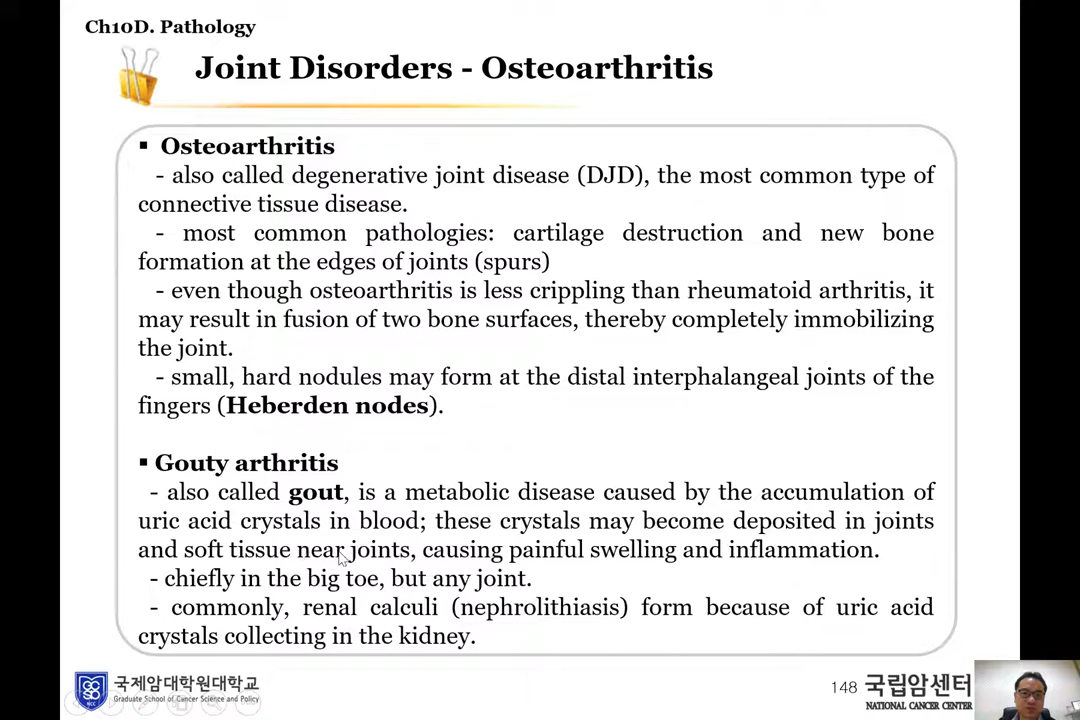 Ch10D. Pathology
Joint Disorders - Osteoarthritis
▪ Osteoarthritis
- also called degenerative joint disease (DJD), the most common type of
connective tissue disease.
- most common pathologies: cartilage destruction and new bone
formation at the edges of joints (spurs)
- even though osteoarthritis is less crippling than rheumatoid arthritis, it
may result in fusion of two bone surfaces, thereby completely immobilizing
the joint.
- small, hard nodules may form at the distal interphalangeal joints of the
fingers (Heberden nodes).
▪ Gouty arthritis
- also called gout, is a metabolic disease caused by the accumulation of
uric acid crystals in blood; these crystals may become deposited in joints
and soft tissue near joints, causing painful swelling and inflammation.
- chiefly in the big toe, but any joint.
- commonly, renal calculi (nephrolithiasis) form because of uric acid
crystals collecting in the kidney.
국제암대학원대학교
Graduate School of Cancer Science and Policy
148 국립암센터
NATIONAL CANCER CENTER